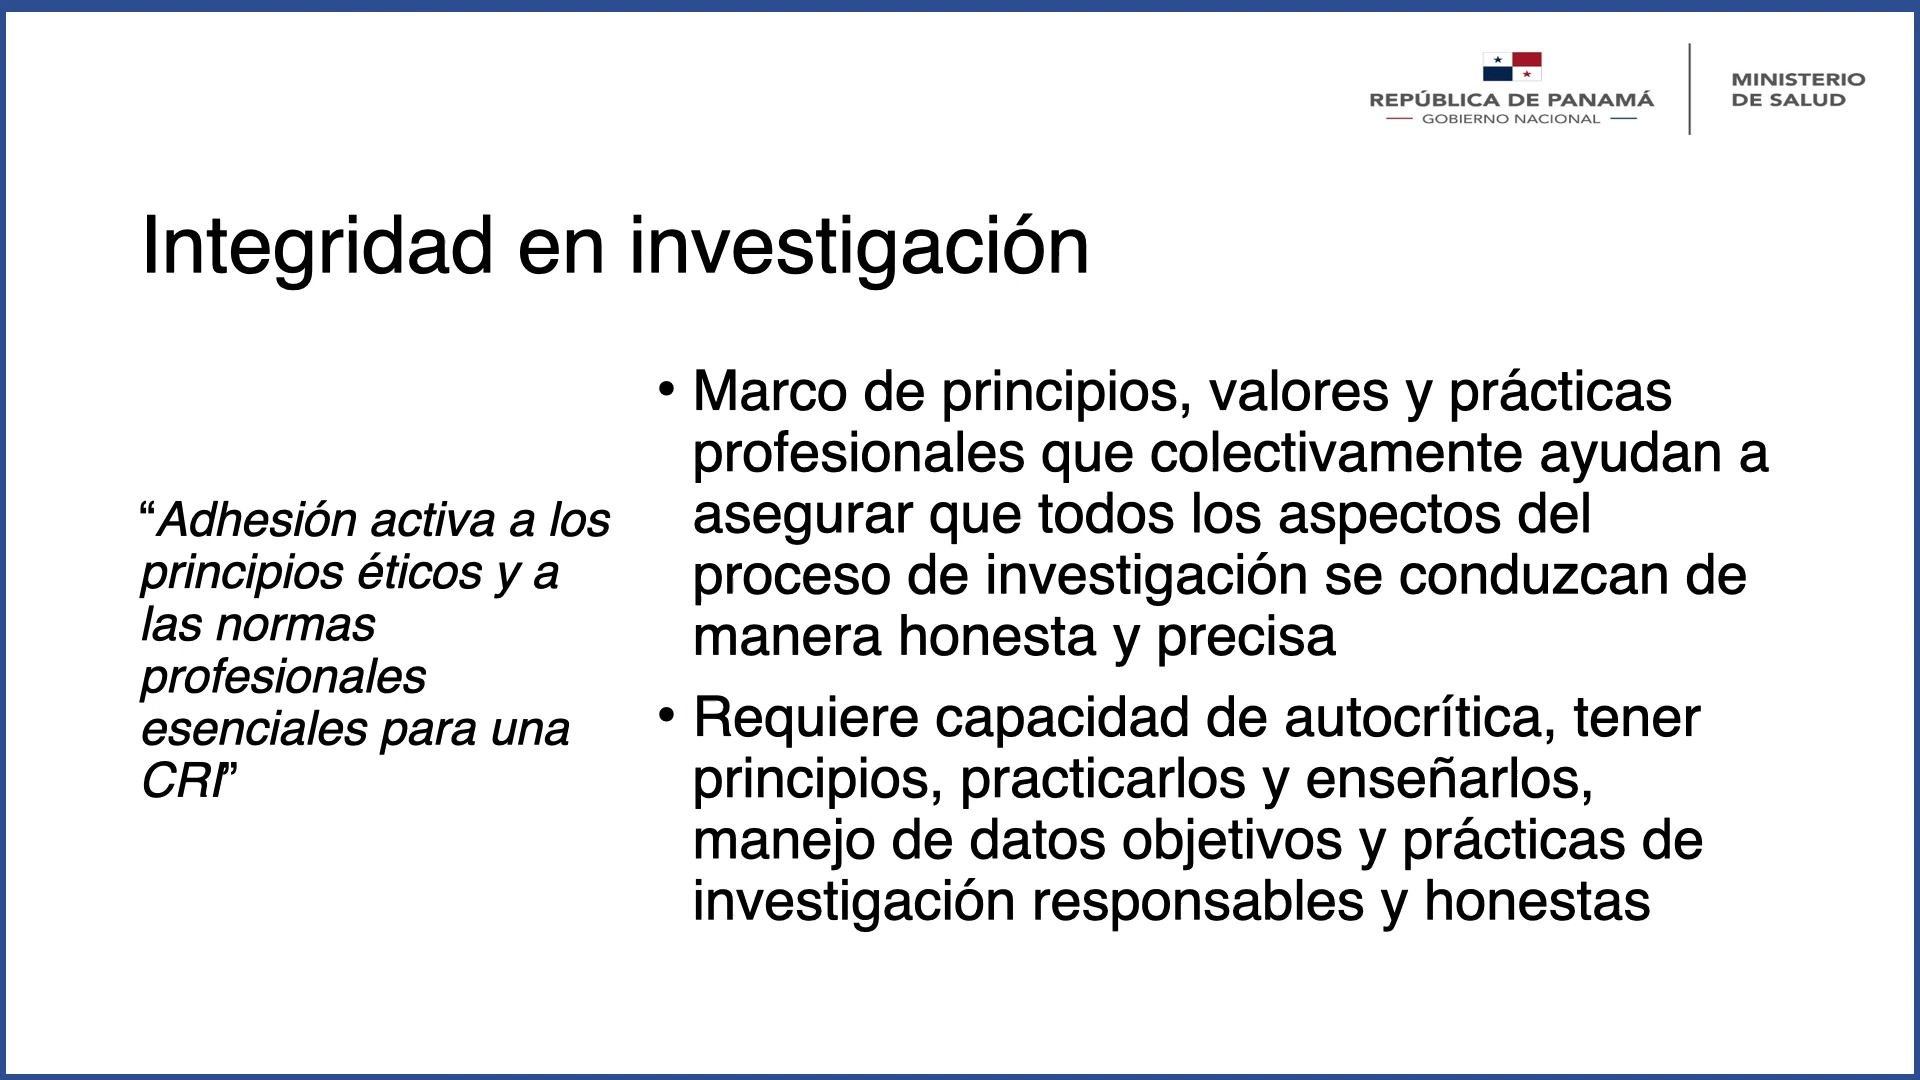 REPÚBLICA DE PANAMÁ
GOBIERNO NACIONAL
MINISTERIO
DE SALUD
Integridad en investigación
“Adhesión activa a los
principios éticos y a
las normas
profesionales
esenciales para una
CRI”
• Marco de principios, valores y prácticas
profesionales que colectivamente ayudan a
asegurar que todos los aspectos del
proceso de investigación se conduzcan de
manera honesta y precisa
• Requiere capacidad de autocrítica, tener
principios, practicarlos y enseñarlos,
manejo de datos objetivos y prácticas de
investigación responsables y honestas